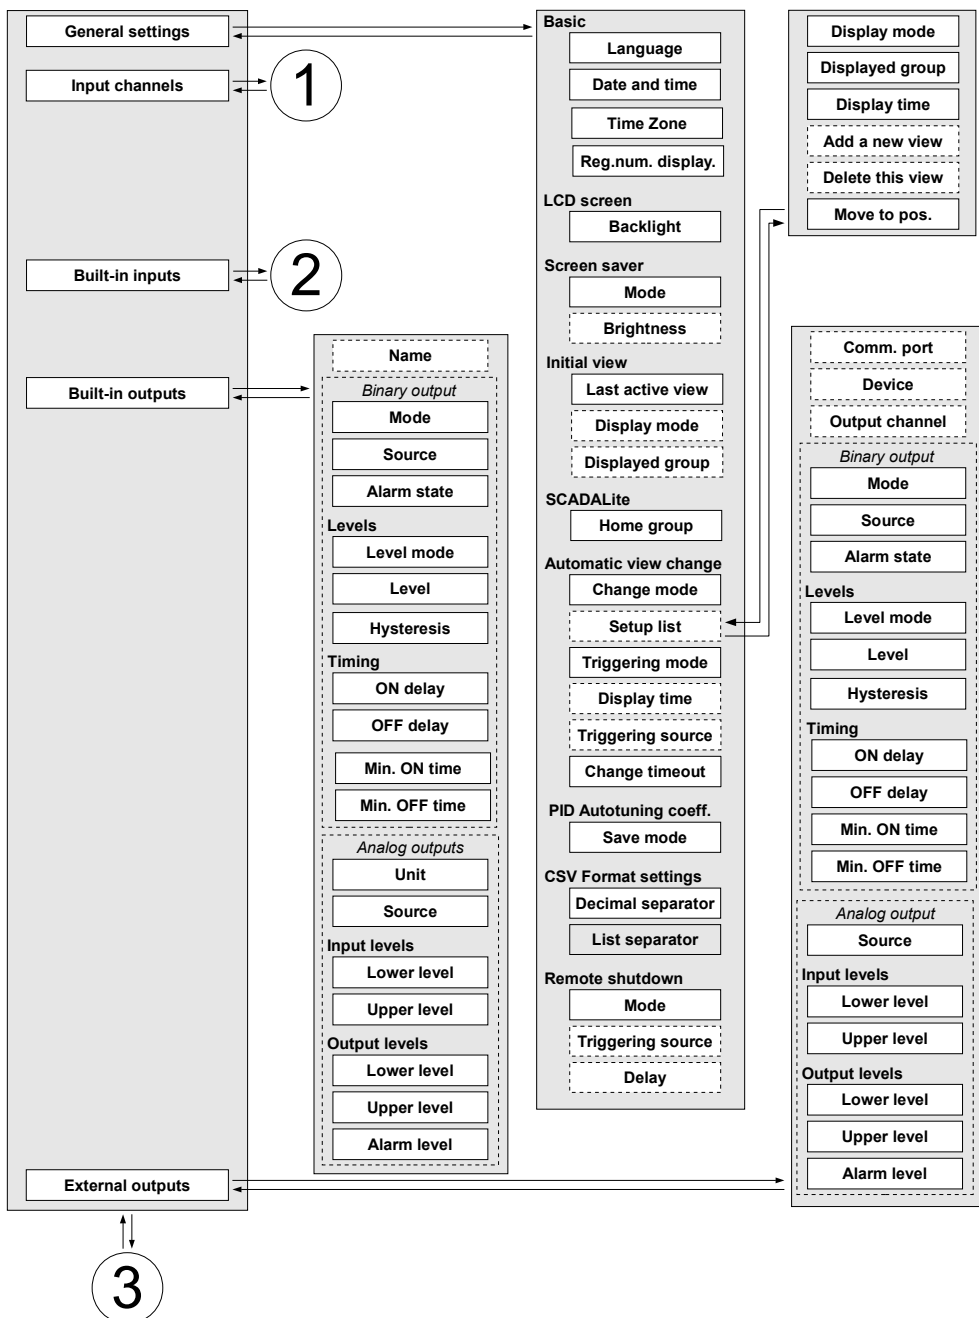 General settings
Input channels
1
Built-in inputs
2
Built-in outputs
External outputs
3
Name
Binary output
Mode
Source
Alarm state
Levels
Level mode
Level
Hysteresis
Timing
ON delay
OFF delay
Min. ON time
Min. OFF time
Analog outputs
Unit
Source
Input levels
Lower level
Upper level
Output levels
Lower level
Upper level
Alarm level
Basic
Language
Date and time
Time Zone
Reg.num. display.
LCD screen
Backlight
Screen saver
Mode
Brightness
Initial view
Last active view
Display mode
Displayed group
SCADALite
Home group
Automatic view change
Change mode
Setup list
Triggering mode
Display time
Triggering source
Change timeout
PID Autotuning coeff.
Save mode
CSV Format settings
Decimal separator
List separator
Remote shutdown
Mode
Triggering source
Delay
Display mode
Displayed group
Display time
Add a new view
Delete this view
Move to pos.
Comm. port
Device
Output channel
Binary output
Mode
Source
Alarm state
Levels
Level mode
Level
Hysteresis
Timing
ON delay
OFF delay
Min. ON time
Min. OFF time
Analog output
Source
Input levels
Lower level
Upper level
Output levels
Lower level
Upper level
Alarm level